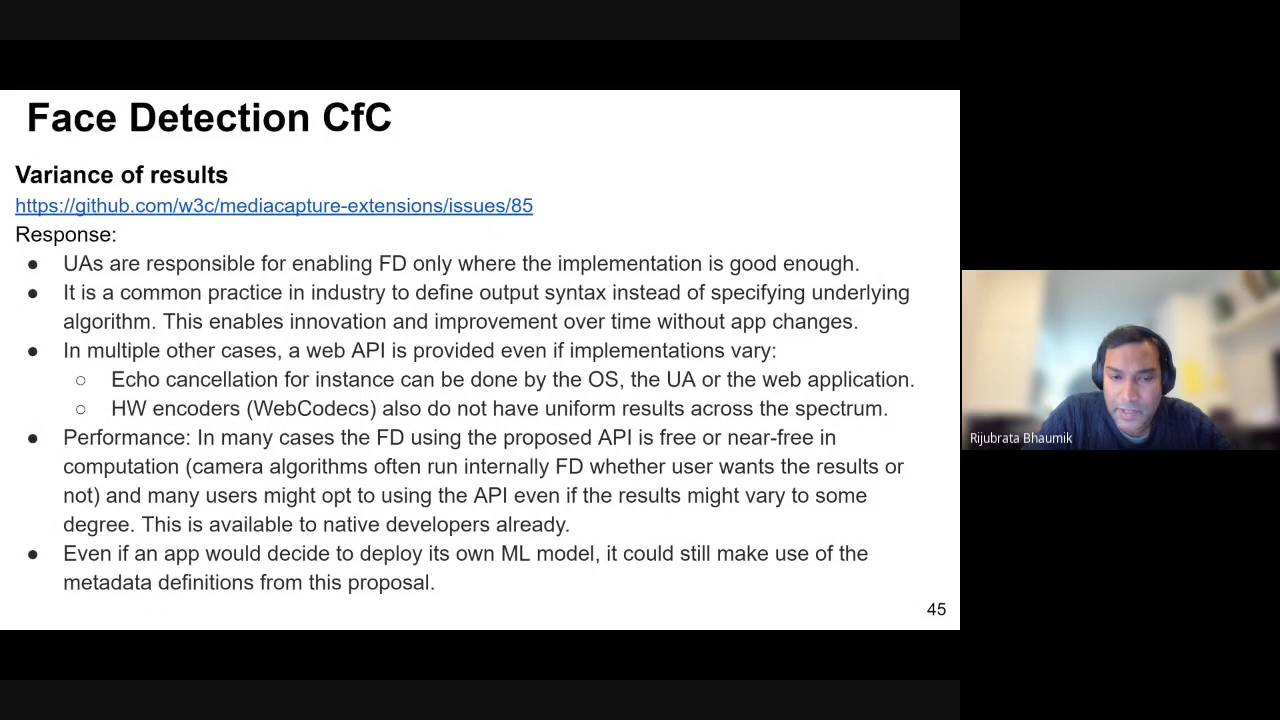 Face Detection CfC
Variance of results
https://github.com/w3c/mediacapture-extensions/issues/85
Response:
● UAs are responsible for enabling FD only where the implementation is good enough.
● It is a common practice in industry to define output syntax instead of specifying underlying
algorithm. This enables innovation and improvement over time without app changes.
● In multiple other cases, a web API is provided even if implementations vary:
○ Echo cancellation for instance can be done by the OS, the UA or the web application.
○ HW encoders (WebCodecs) also do not have uniform results across the spectrum.
● Performance: In many cases the FD using the proposed API is free or near-free in
computation (camera algorithms often run internally FD whether user wants the results or
not) and many users might opt to using the API even if the results might vary to some
degree. This is available to native developers already.
● Even if an app would decide to deploy its own ML model, it could still make use of the
metadata definitions from this proposal.
45
Rijubrata Bhaumik